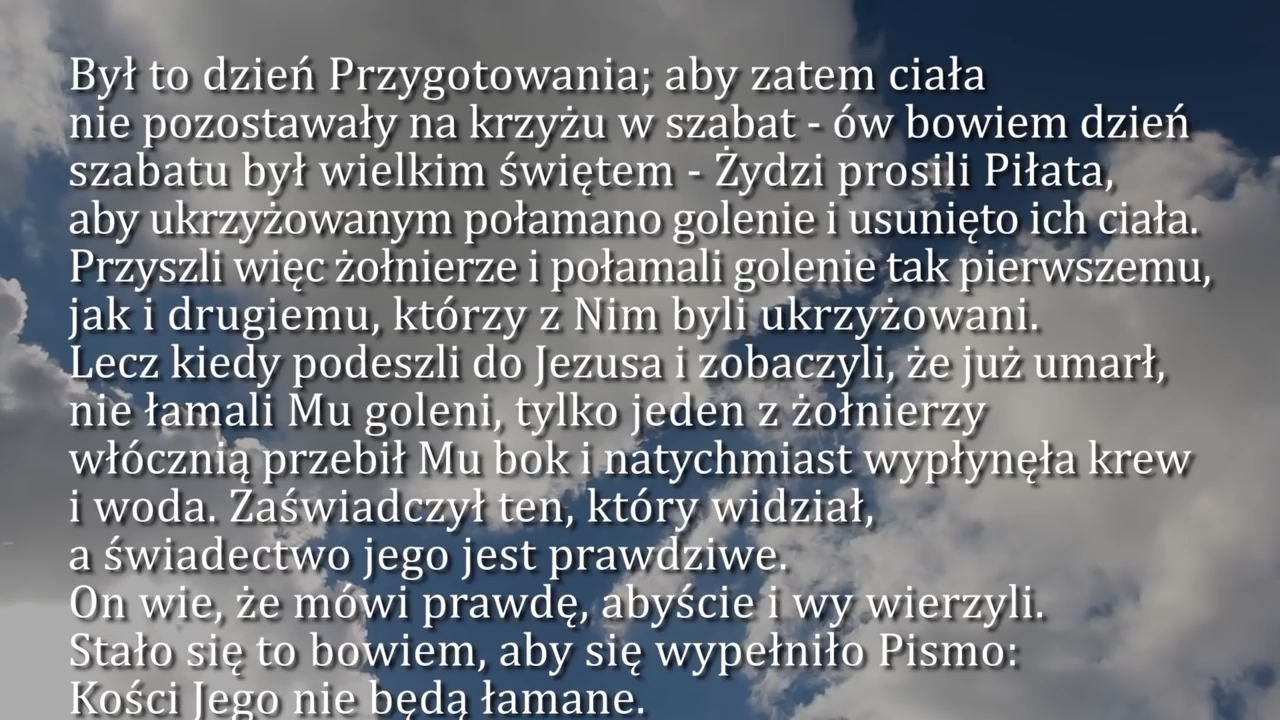 Był to dzień Przygotowania; aby zatem ciała
nie pozostawały na krzyżu w szabat - ów bowiem dzień
szabatu był wielkim świętem - Żydzi prosili Piłata,
aby ukrzyżowanym połamano golenie i usunięto ich ciała.
Przyszli więc żołnierze i połamali golenie tak pierwszemu,
jak i drugiemu, którzy z Nim byli ukrzyżowani.
Lecz kiedy podeszli do Jezusa i zobaczyli, że już umarł,
nie łamali Mu goleni, tylko jeden z żołnierzy
włócznią przebił Mu bok i natychmiast wypłynęła krew
i woda. Zaświadczył ten, który widział,
a świadectwo jego jest prawdziwe.
On wie, że mówi prawdę, abyście i wy wierzyli.
Stało się to bowiem, aby się wypełniło Pismo:
Kości Jego nie będą łamane.